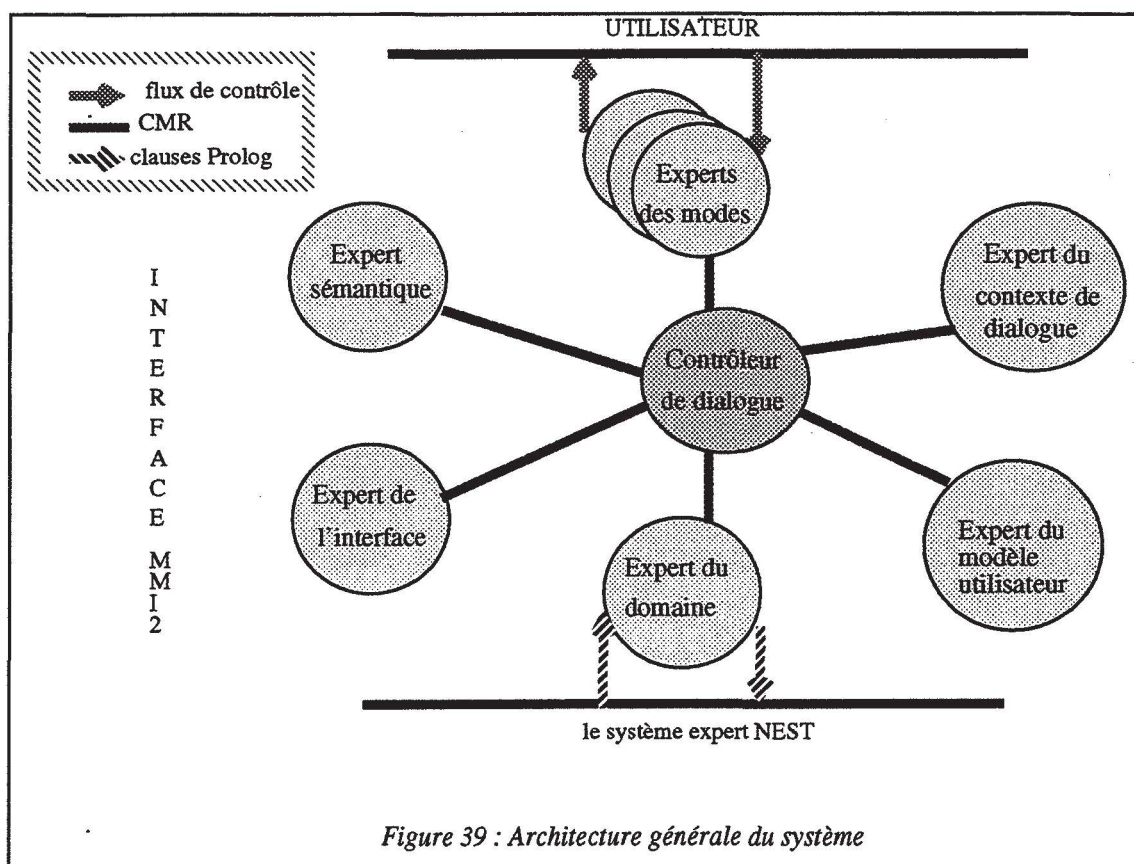 UTILISATEUR
flux de contrôle
CMR
clauses Prolog
Experts
des modes
Expert
sémantique
Expert du
contexte de
dialogue
Contrôleur
de dialogue
Expert de
l'interface
Expert du
domaine
Expert du
modèle
utilisateur
INTERFACE MMI2
le système expert NEST
Figure 39 : Architecture générale du système